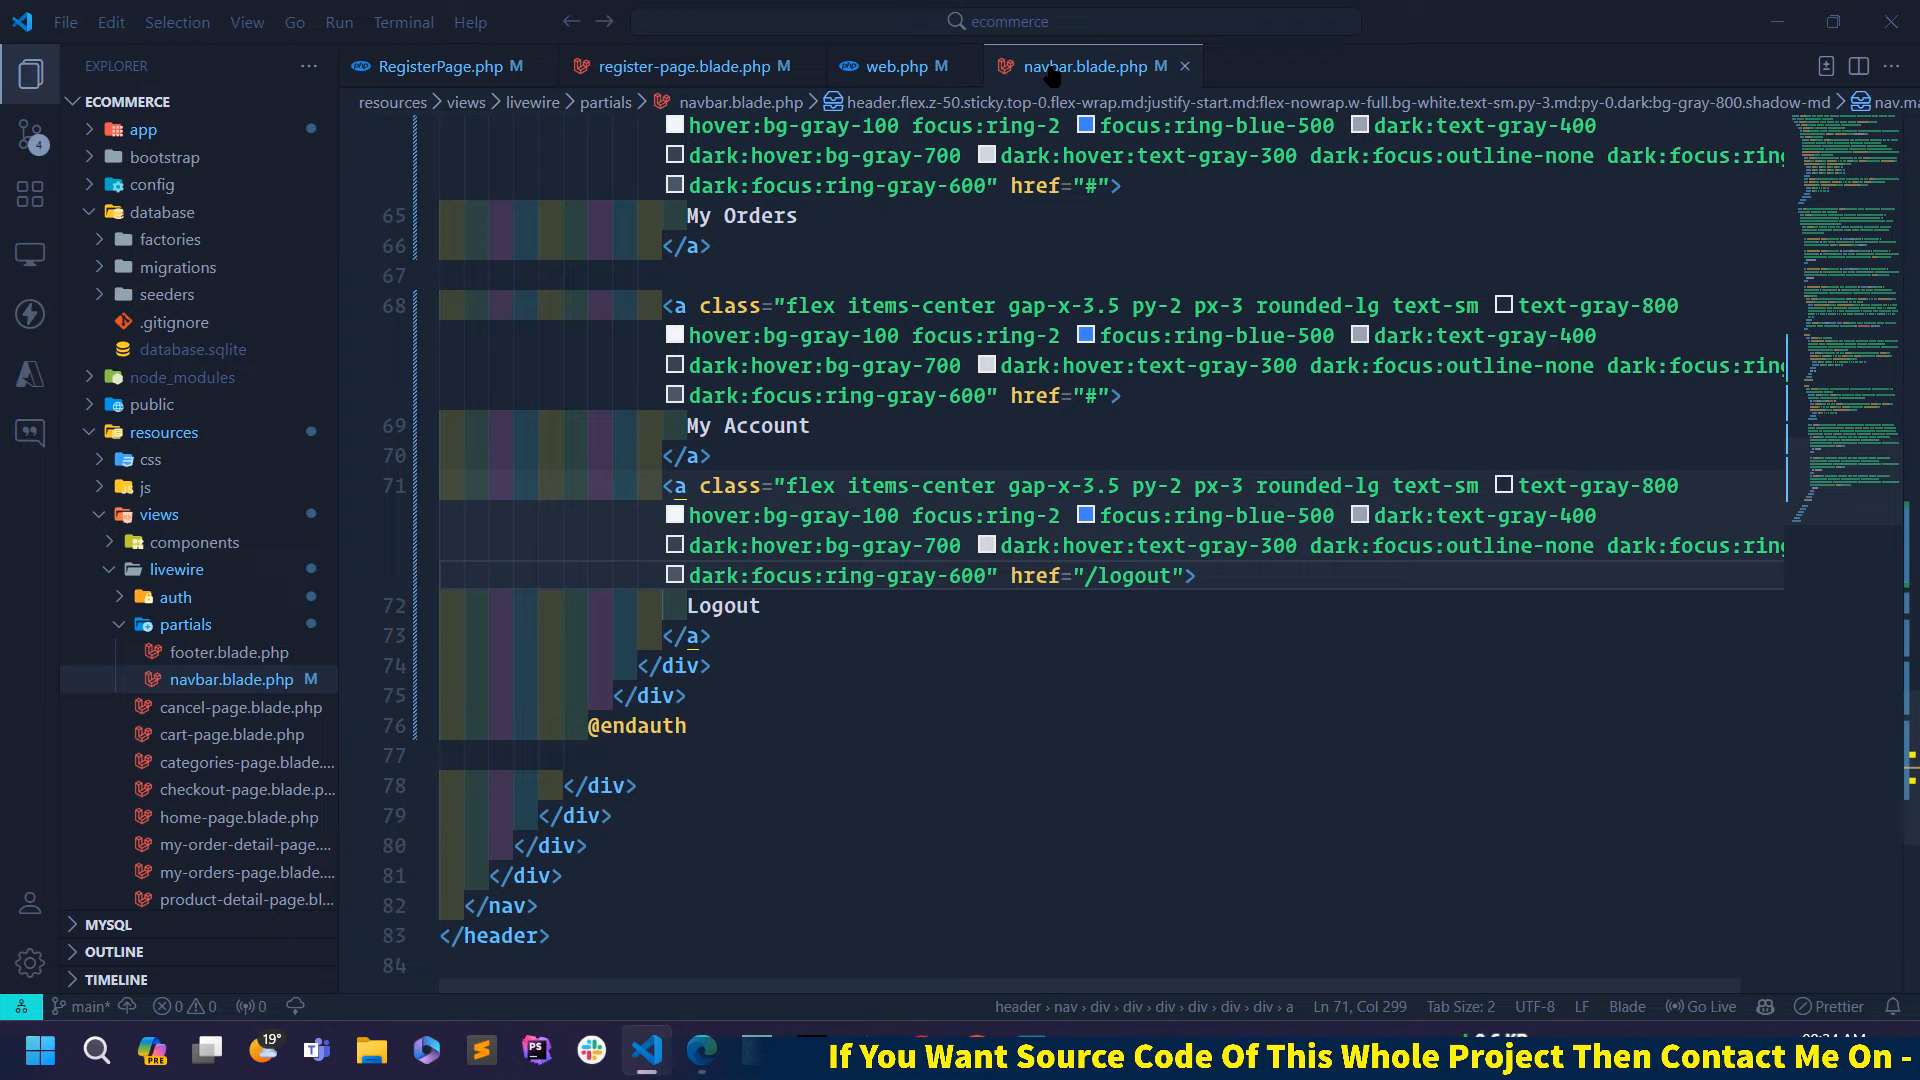 File Edit Selection View Go Run Terminal Help
ecommerce
EXPLORER
RegisterPage.php M
register-page.blade.php M
web.php M
navbar.blade.php M
resources > views > livewire > partials > navbar.blade.php > header.flex.z-50.sticky.top-0.flex-wrap.md:justify-start.md:flex-nowrap.w-full.bg-white.text-sm.py-3.md:py-0.dark:bg-gray-800.shadow-md > nav.ma
ECOMMERCE
app
bootstrap
config
database
factories
migrations
seeders
.gitignore
database.sqlite
node_modules
public
resources
css
js
views
components
livewire
auth
partials
footer.blade.php
navbar.blade.php M
cancel-page.blade.php
cart-page.blade.php
categories-page.blade....
checkout-page.blade.p...
home-page.blade.php
my-order-detail-page....
my-orders-page.blade....
product-detail-page.bl...
MYSQL
OUTLINE
TIMELINE
4
hover:bg-gray-100 focus:ring-2 focus:ring-blue-500 dark:text-gray-400
dark:hover:bg-gray-700 dark:hover:text-gray-300 dark:focus:outline-none dark:focus:ring
dark:focus:ring-gray-600" href="#">
65 My Orders
66 </a>
67
68 <a class="flex items-center gap-x-3.5 py-2 px-3 rounded-lg text-sm text-gray-800
hover:bg-gray-100 focus:ring-2 focus:ring-blue-500 dark:text-gray-400
dark:hover:bg-gray-700 dark:hover:text-gray-300 dark:focus:outline-none dark:focus:ring
dark:focus:ring-gray-600" href="#">
69 My Account
70 </a>
71 <a class="flex items-center gap-x-3.5 py-2 px-3 rounded-lg text-sm text-gray-800
hover:bg-gray-100 focus:ring-2 focus:ring-blue-500 dark:text-gray-400
dark:hover:bg-gray-700 dark:hover:text-gray-300 dark:focus:outline-none dark:focus:ring
dark:focus:ring-gray-600" href="/logout">
72 Logout
73 </a>
74 </div>
75 </div>
76 @endauth
77
78 </div>
79 </div>
80 </div>
81 </div>
82 </nav>
83 </header>
84
main* 0 0 0
header > nav > div > div > div > div > div > div > a Ln 71, Col 299 Tab Size: 2 UTF-8 LF Blade Go Live Prettier
19°
PRE
PS
If You Want Source Code Of This Whole Project Then Contact Me On -